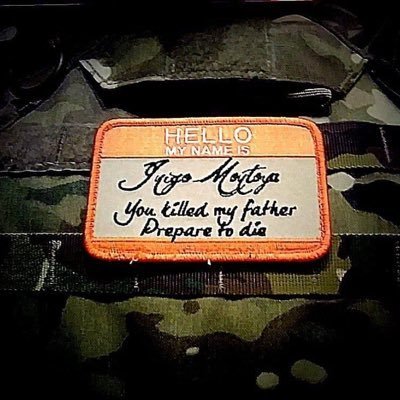 HELLO
MY NAME IS
Inigo Montoya
You killed my father
Prepare to die